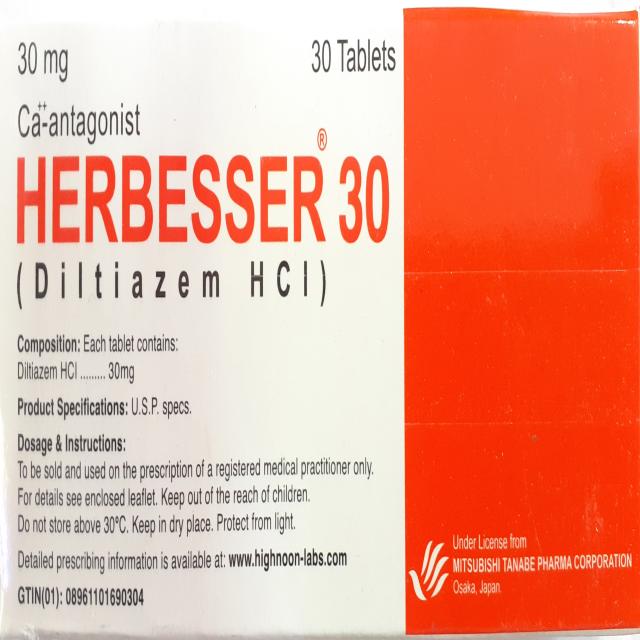 30 mg 30 Tablets
Ca++-antagonist
HERBESSER® 30
(Diltiazem HCl)
Composition: Each tablet contains:
Diltiazem HCl ......... 30mg
Product Specifications: U.S.P. specs.
Dosage & Instructions:
To be sold and used on the prescription of a registered medical practitioner only.
For details see enclosed leaflet. Keep out of the reach of children.
Do not store above 30°C. Keep in dry place. Protect from light.
Detailed prescribing information is available at: www.highnoon-labs.com
GTIN(01): 08961101690304
Under License from
MITSUBISHI TANABE PHARMA CORPORATION
Osaka, Japan.